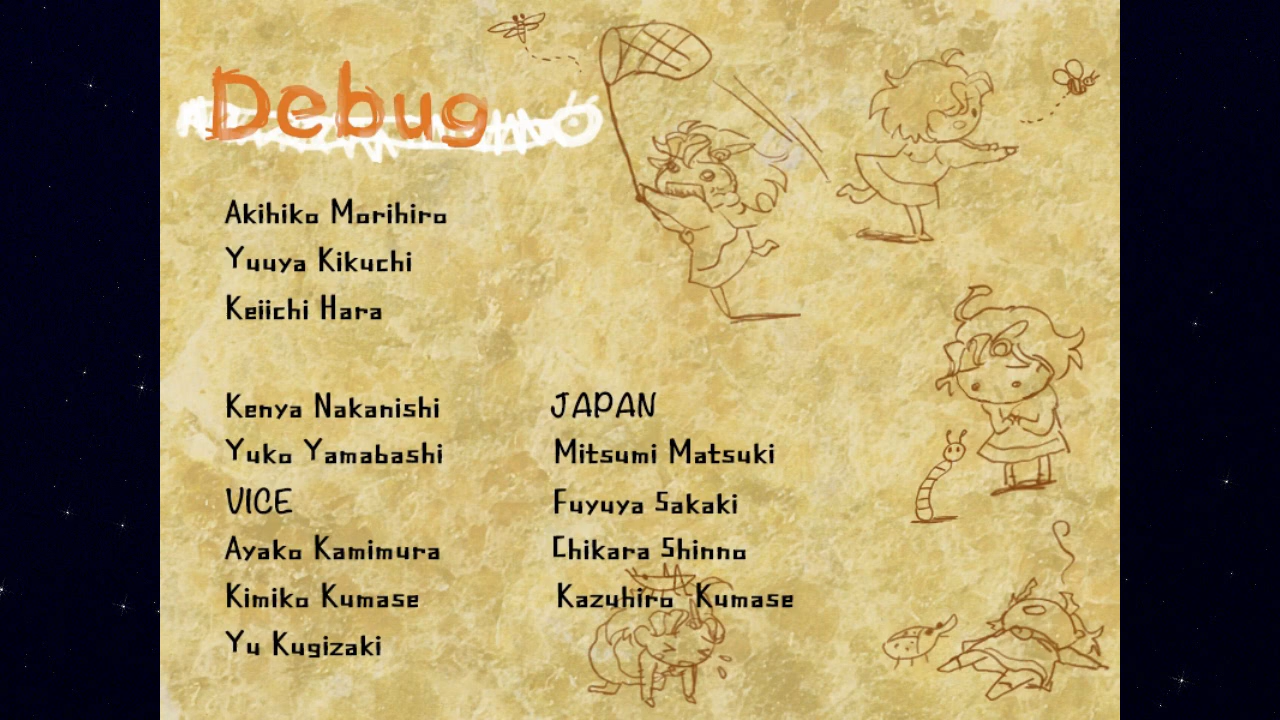 Debug
Akihiko Morihiro
Yuuya Kikuchi
Keiichi Hara
Kenya Nakanishi
Yuko Yamabashi
VICE
Ayako Kamimura
Kimiko Kumase
Yu Kugizaki
JAPAN
Mitsumi Matsuki
Fuyuya Sakaki
Chikara Shinno
Kazuhiro Kumase